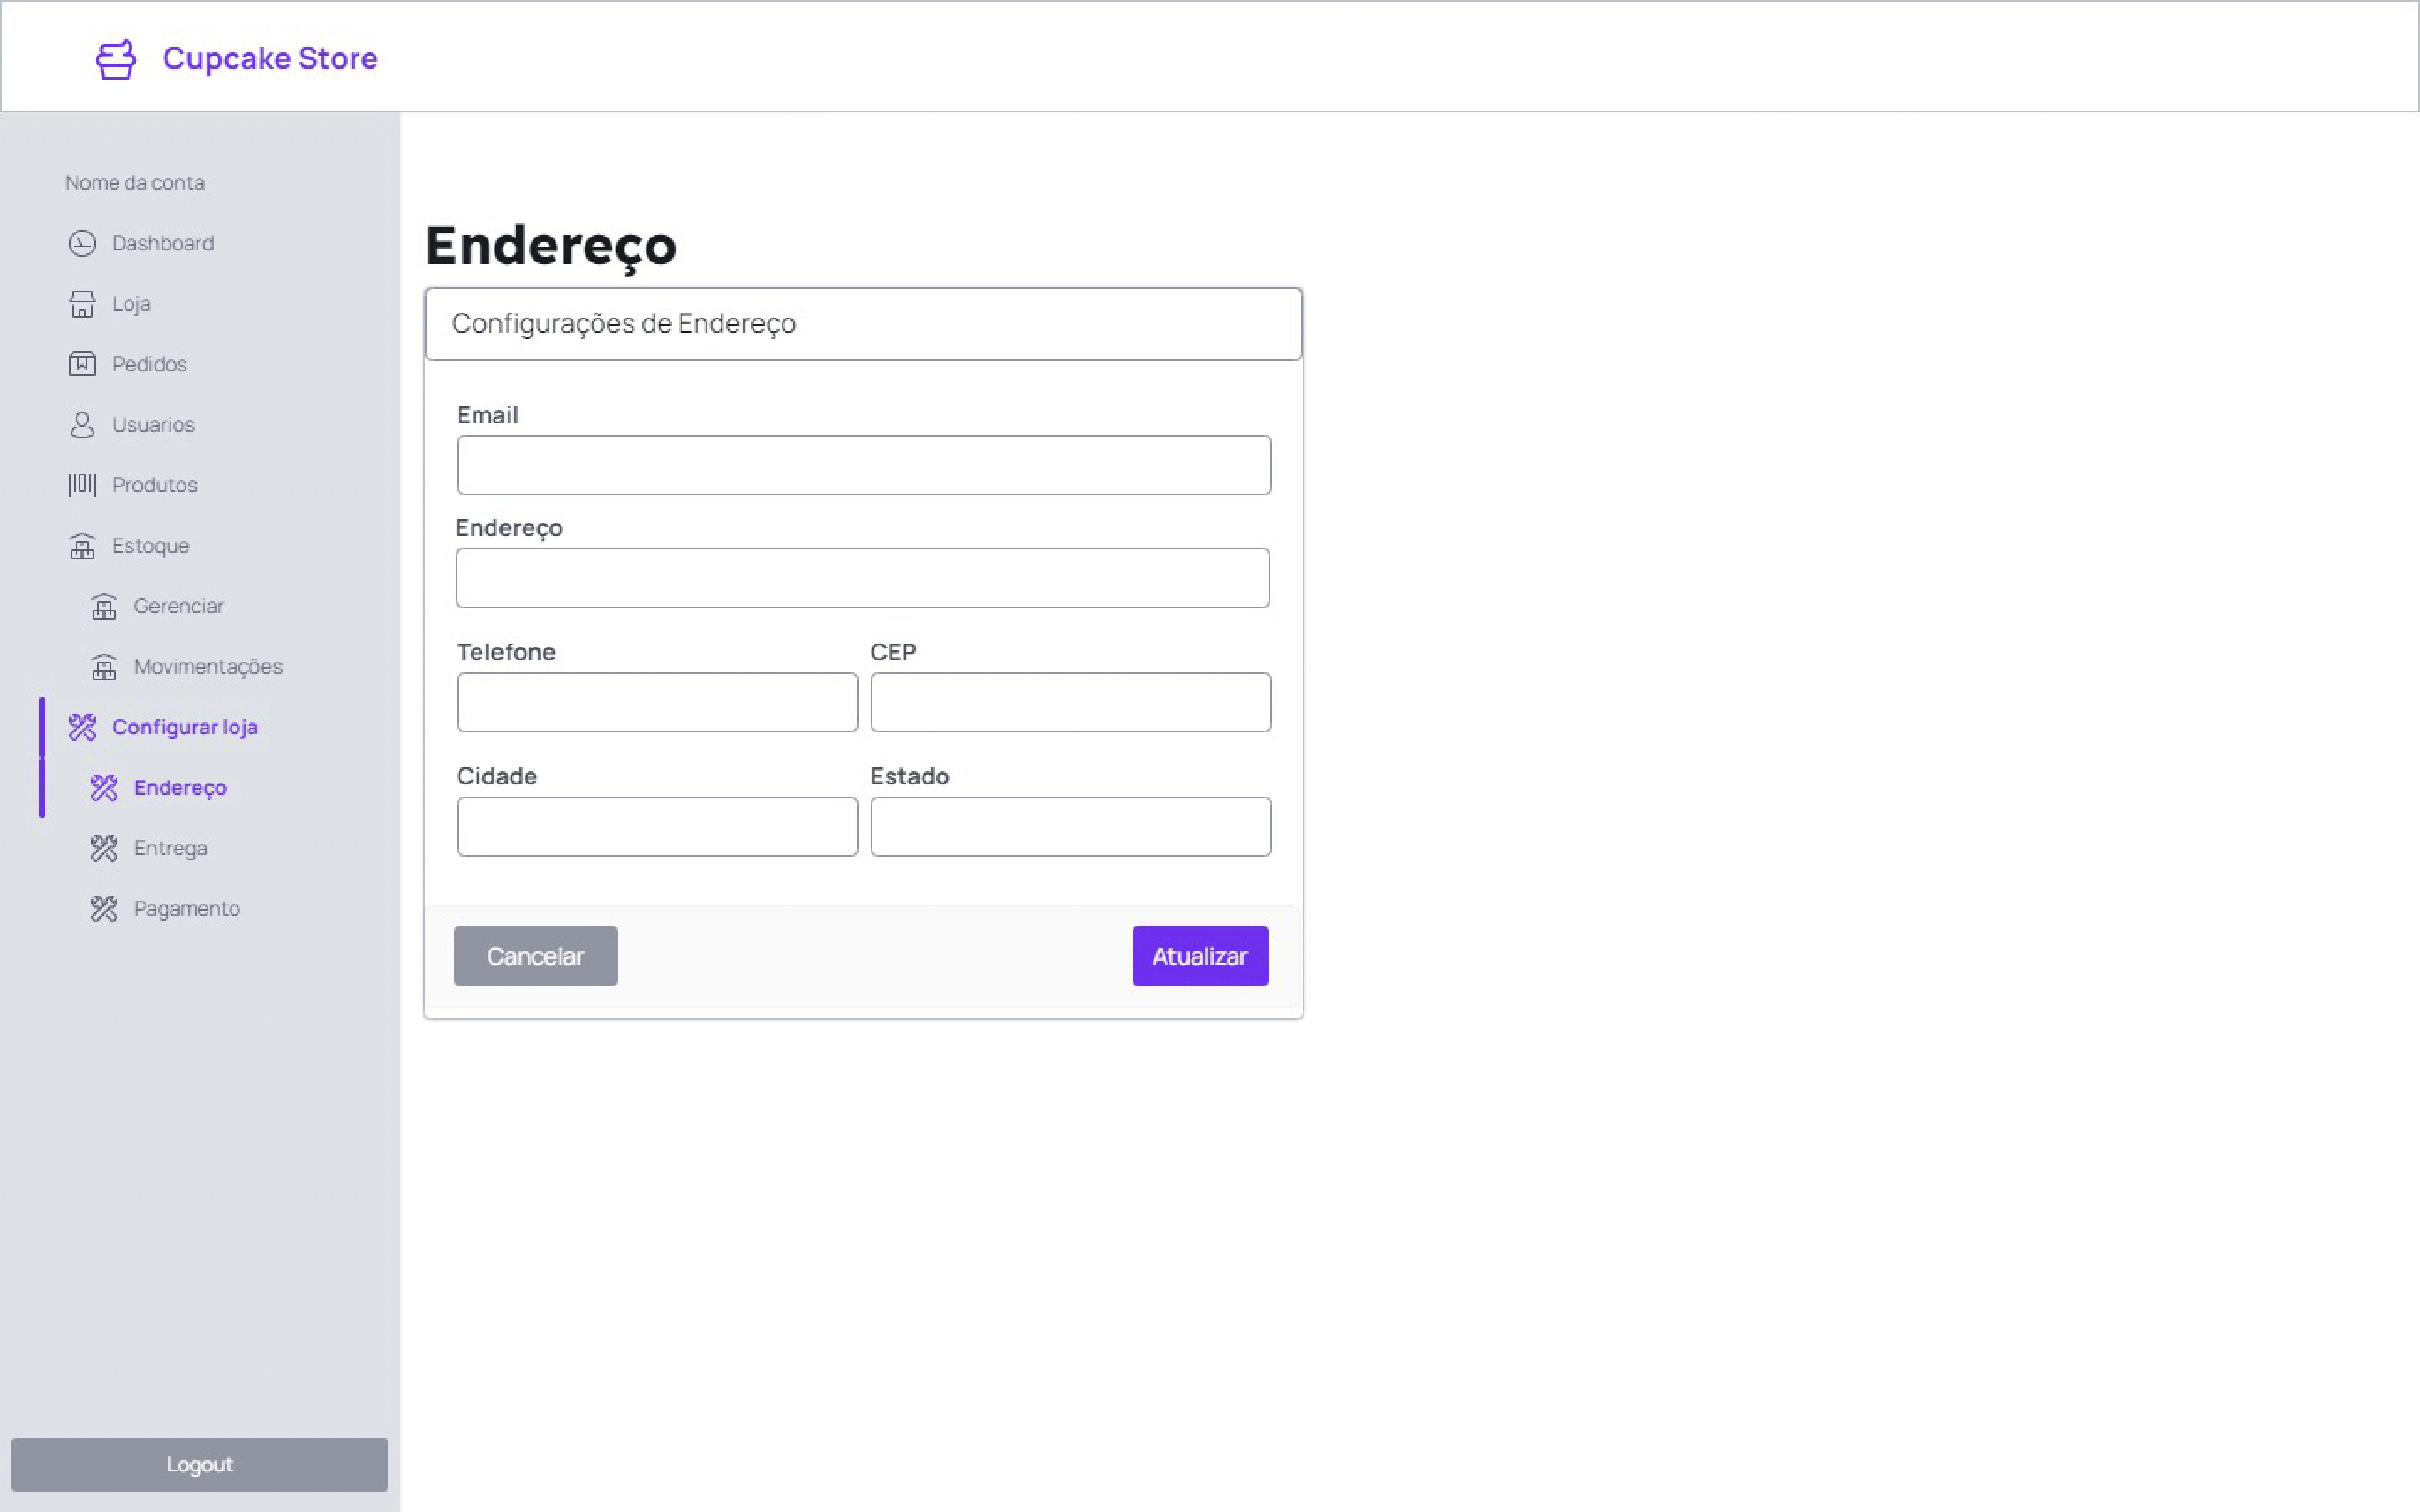 Cupcake Store
Nome da conta
Dashboard
Loja
Pedidos
Usuarios
Produtos
Estoque
Gerenciar
Movimentações
Configurar loja
Endereço
Entrega
Pagamento
Logout
Endereço
Configurações de Endereço
Email
Endereço
Telefone CEP
Cidade Estado
Cancelar Atualizar